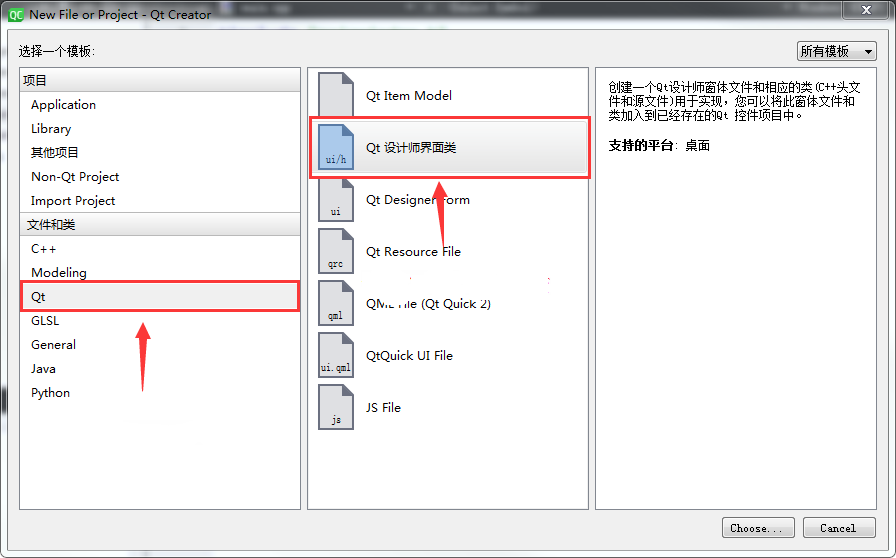 New File or Project - Qt Creator
选择一个模板:
所有模板
项目
Application
Library
其他项目
Non-Qt Project
Import Project
文件和类
C++
Modeling
Qt
GLSL
General
Java
Python
Qt Item Model
ui/h
Qt 设计师界面类
ui
Qt Designer Form
qrc
Qt Resource File
qml
QML File (Qt Quick 2)
ui.qml
QtQuick UI File
js
JS File
创建一个Qt设计师窗体文件和相应的类(C++头文
件和源文件)用于实现，您可以将此窗体文件和
类加入到已经存在的Qt 控件项目中。
支持的平台: 桌面
Choose...
Cancel